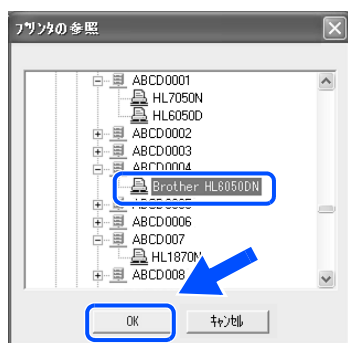 プリンタの参照
ABCD0001
HL7050N
HL6050D
ABCD0002
ABCD0003
ABCD0004
Brother HL6050DN
ABCD0005
ABCD0006
ABCD007
HL1870N
ABCD008
OK
キャンセル